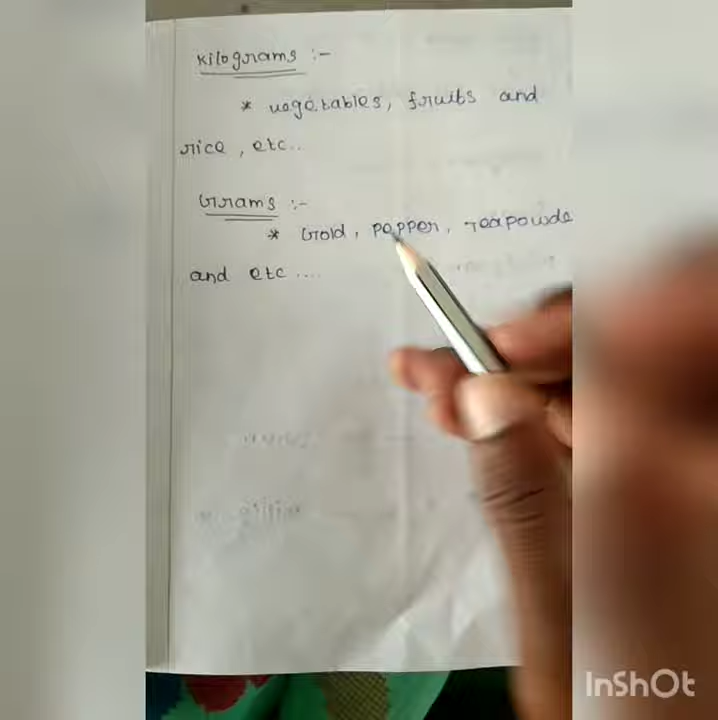 Kilograms :-
* vegetables, fruits and
rice, etc..
Grams :-
* Gold, pepper, Teapowde
and etc ....
InShOt